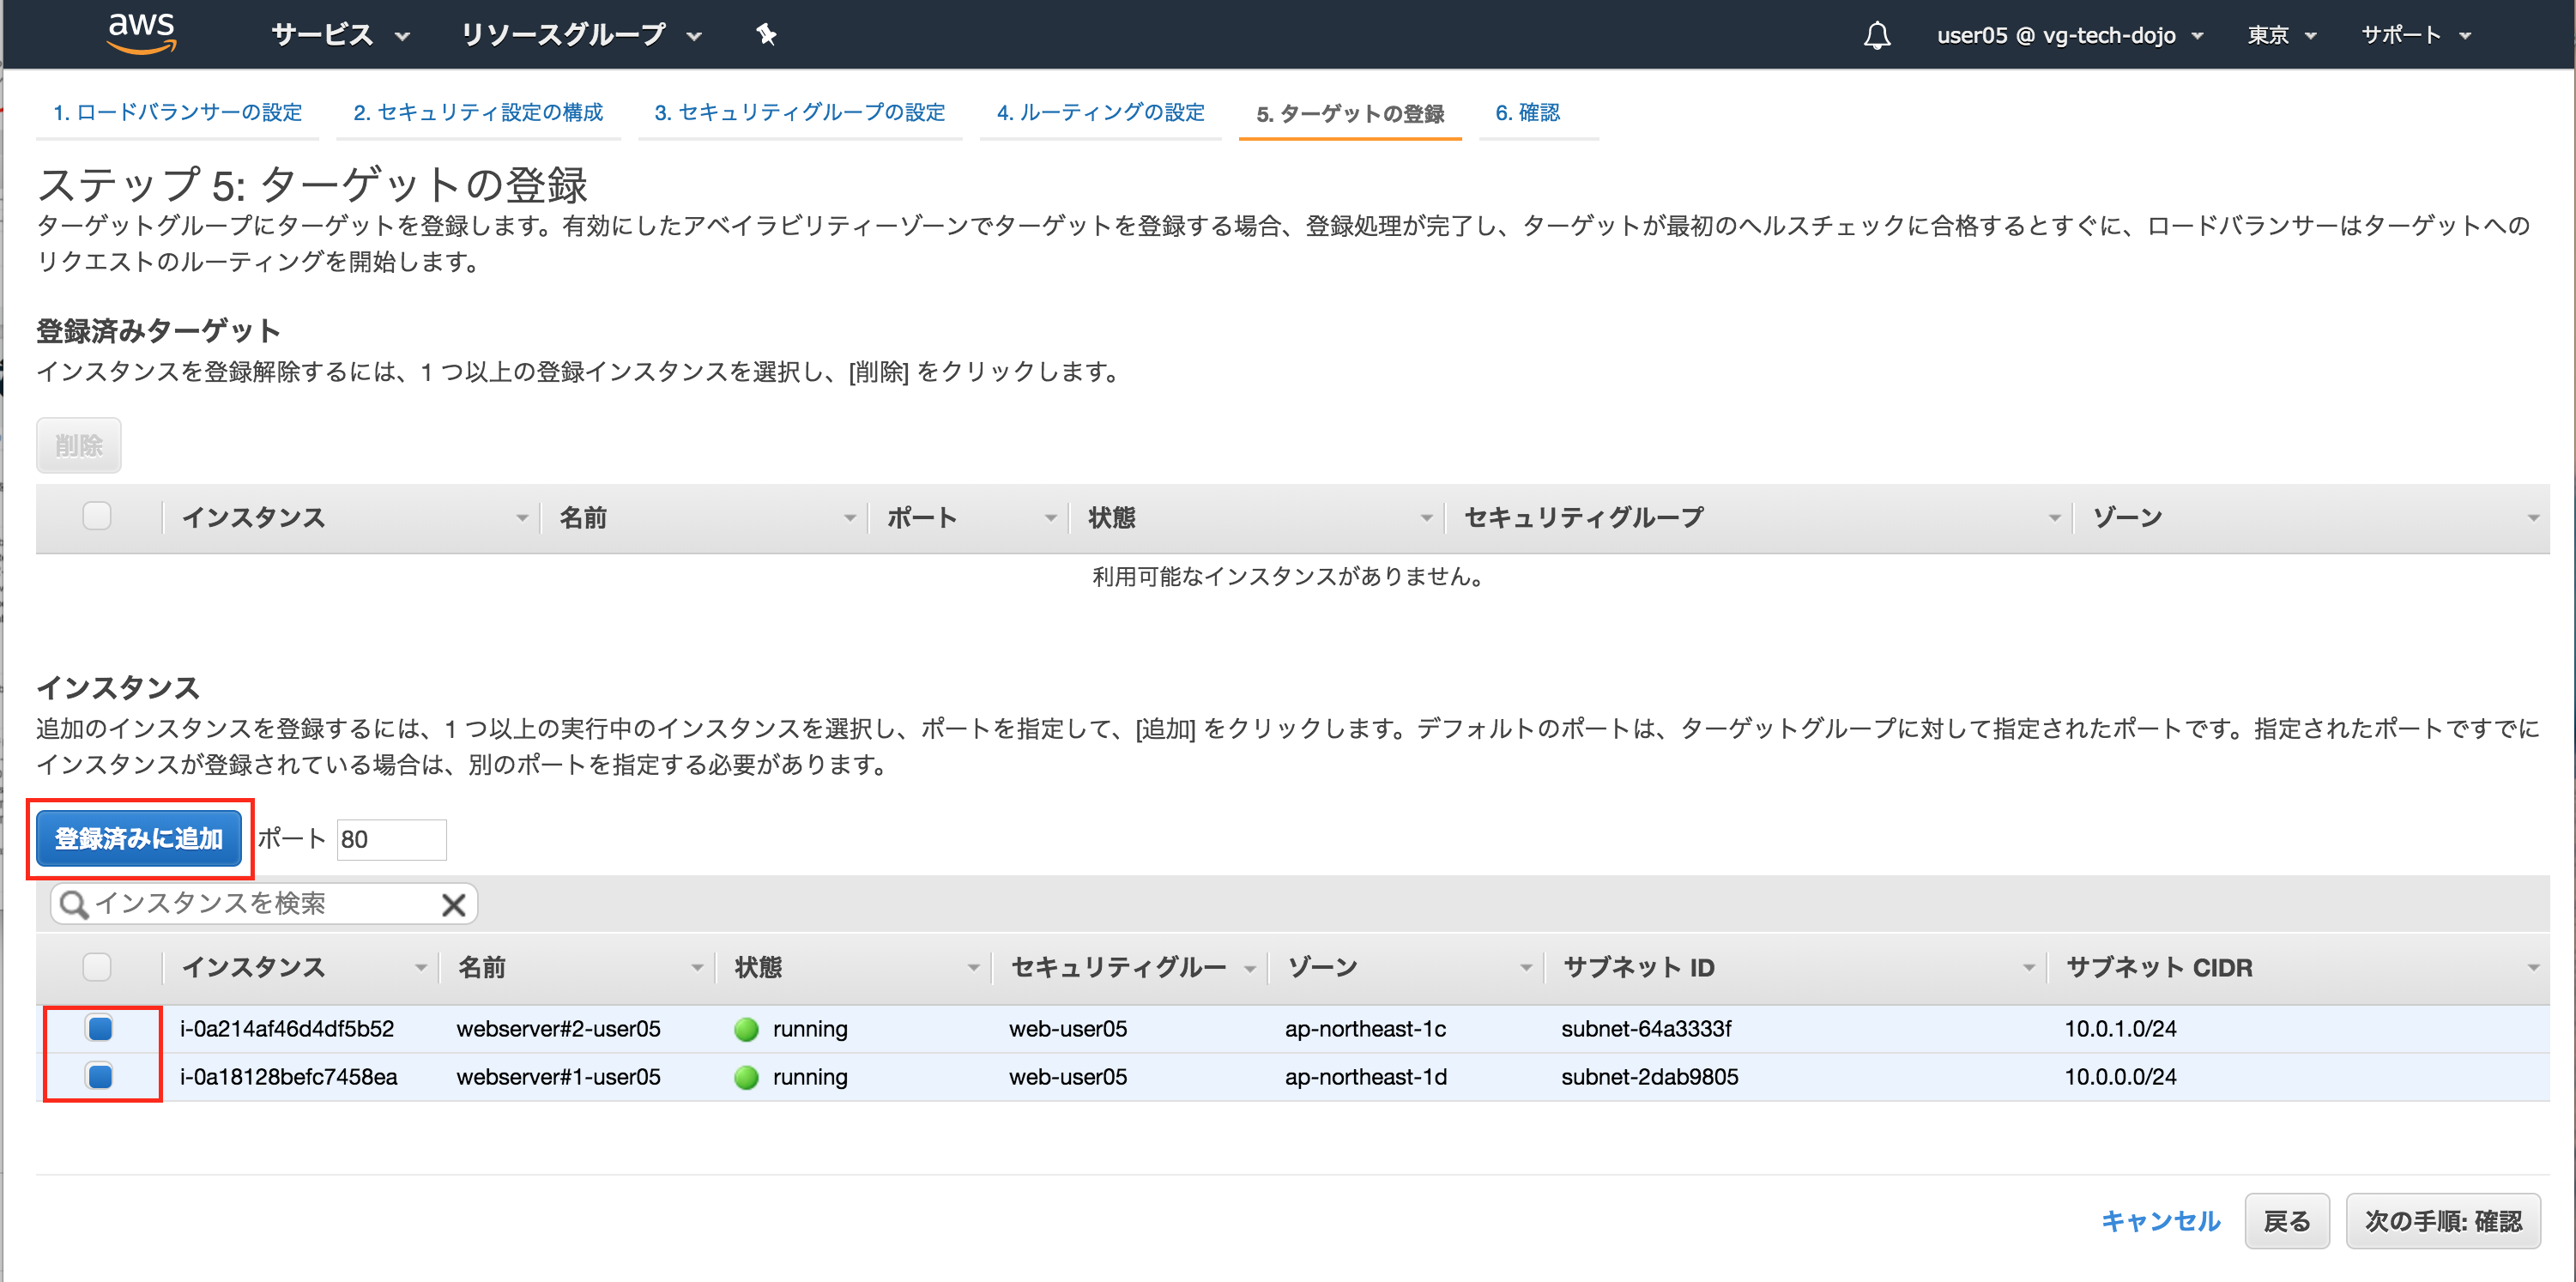 aws サービス リソースグループ user05 @ vg-tech-dojo 東京 サポート
1. ロードバランサーの設定 2. セキュリティ設定の構成 3. セキュリティグループの設定 4. ルーティングの設定 5. ターゲットの登録 6. 確認
ステップ 5: ターゲットの登録
ターゲットグループにターゲットを登録します。有効にしたアベイラビリティーゾーンでターゲットを登録する場合、登録処理が完了し、ターゲットが最初のヘルスチェックに合格するとすぐに、ロードバランサーはターゲットへの
リクエストのルーティングを開始します。
登録済みターゲット
インスタンスを登録解除するには、1 つ以上の登録インスタンスを選択し、[削除] をクリックします。
削除
インスタンス 名前 ポート 状態 セキュリティグループ ゾーン
利用可能なインスタンスがありません。
インスタンス
追加のインスタンスを登録するには、1 つ以上の実行中のインスタンスを選択し、ポートを指定して、[追加] をクリックします。デフォルトのポートは、ターゲットグループに対して指定されたポートです。指定されたポートですでに
インスタンスが登録されている場合は、別のポートを指定する必要があります。
登録済みに追加 ポート 80
インスタンスを検索
インスタンス 名前 状態 セキュリティグルー ゾーン サブネット ID サブネット CIDR
i-0a214af46d4df5b52 webserver#2-user05 running web-user05 ap-northeast-1c subnet-64a3333f 10.0.1.0/24
i-0a18128befc7458ea webserver#1-user05 running web-user05 ap-northeast-1d subnet-2dab9805 10.0.0.0/24
キャンセル 戻る 次の手順: 確認